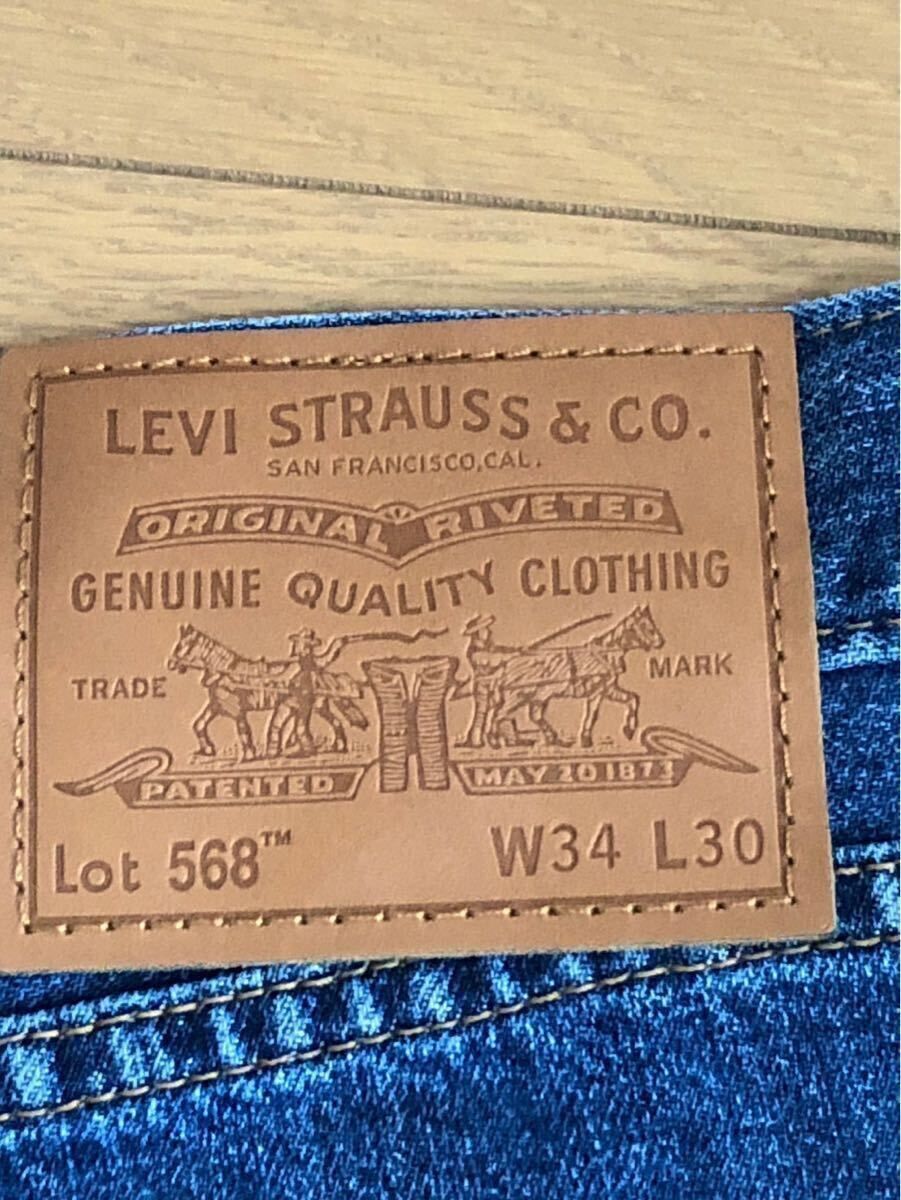 LEVI STRAUSS & CO.
SAN FRANCISCO, CAL.
ORIGINAL RIVETED
GENUINE QUALITY CLOTHING
TRADE MARK
PATENTED MAY 20 1873
Lot 568™ W34 L30